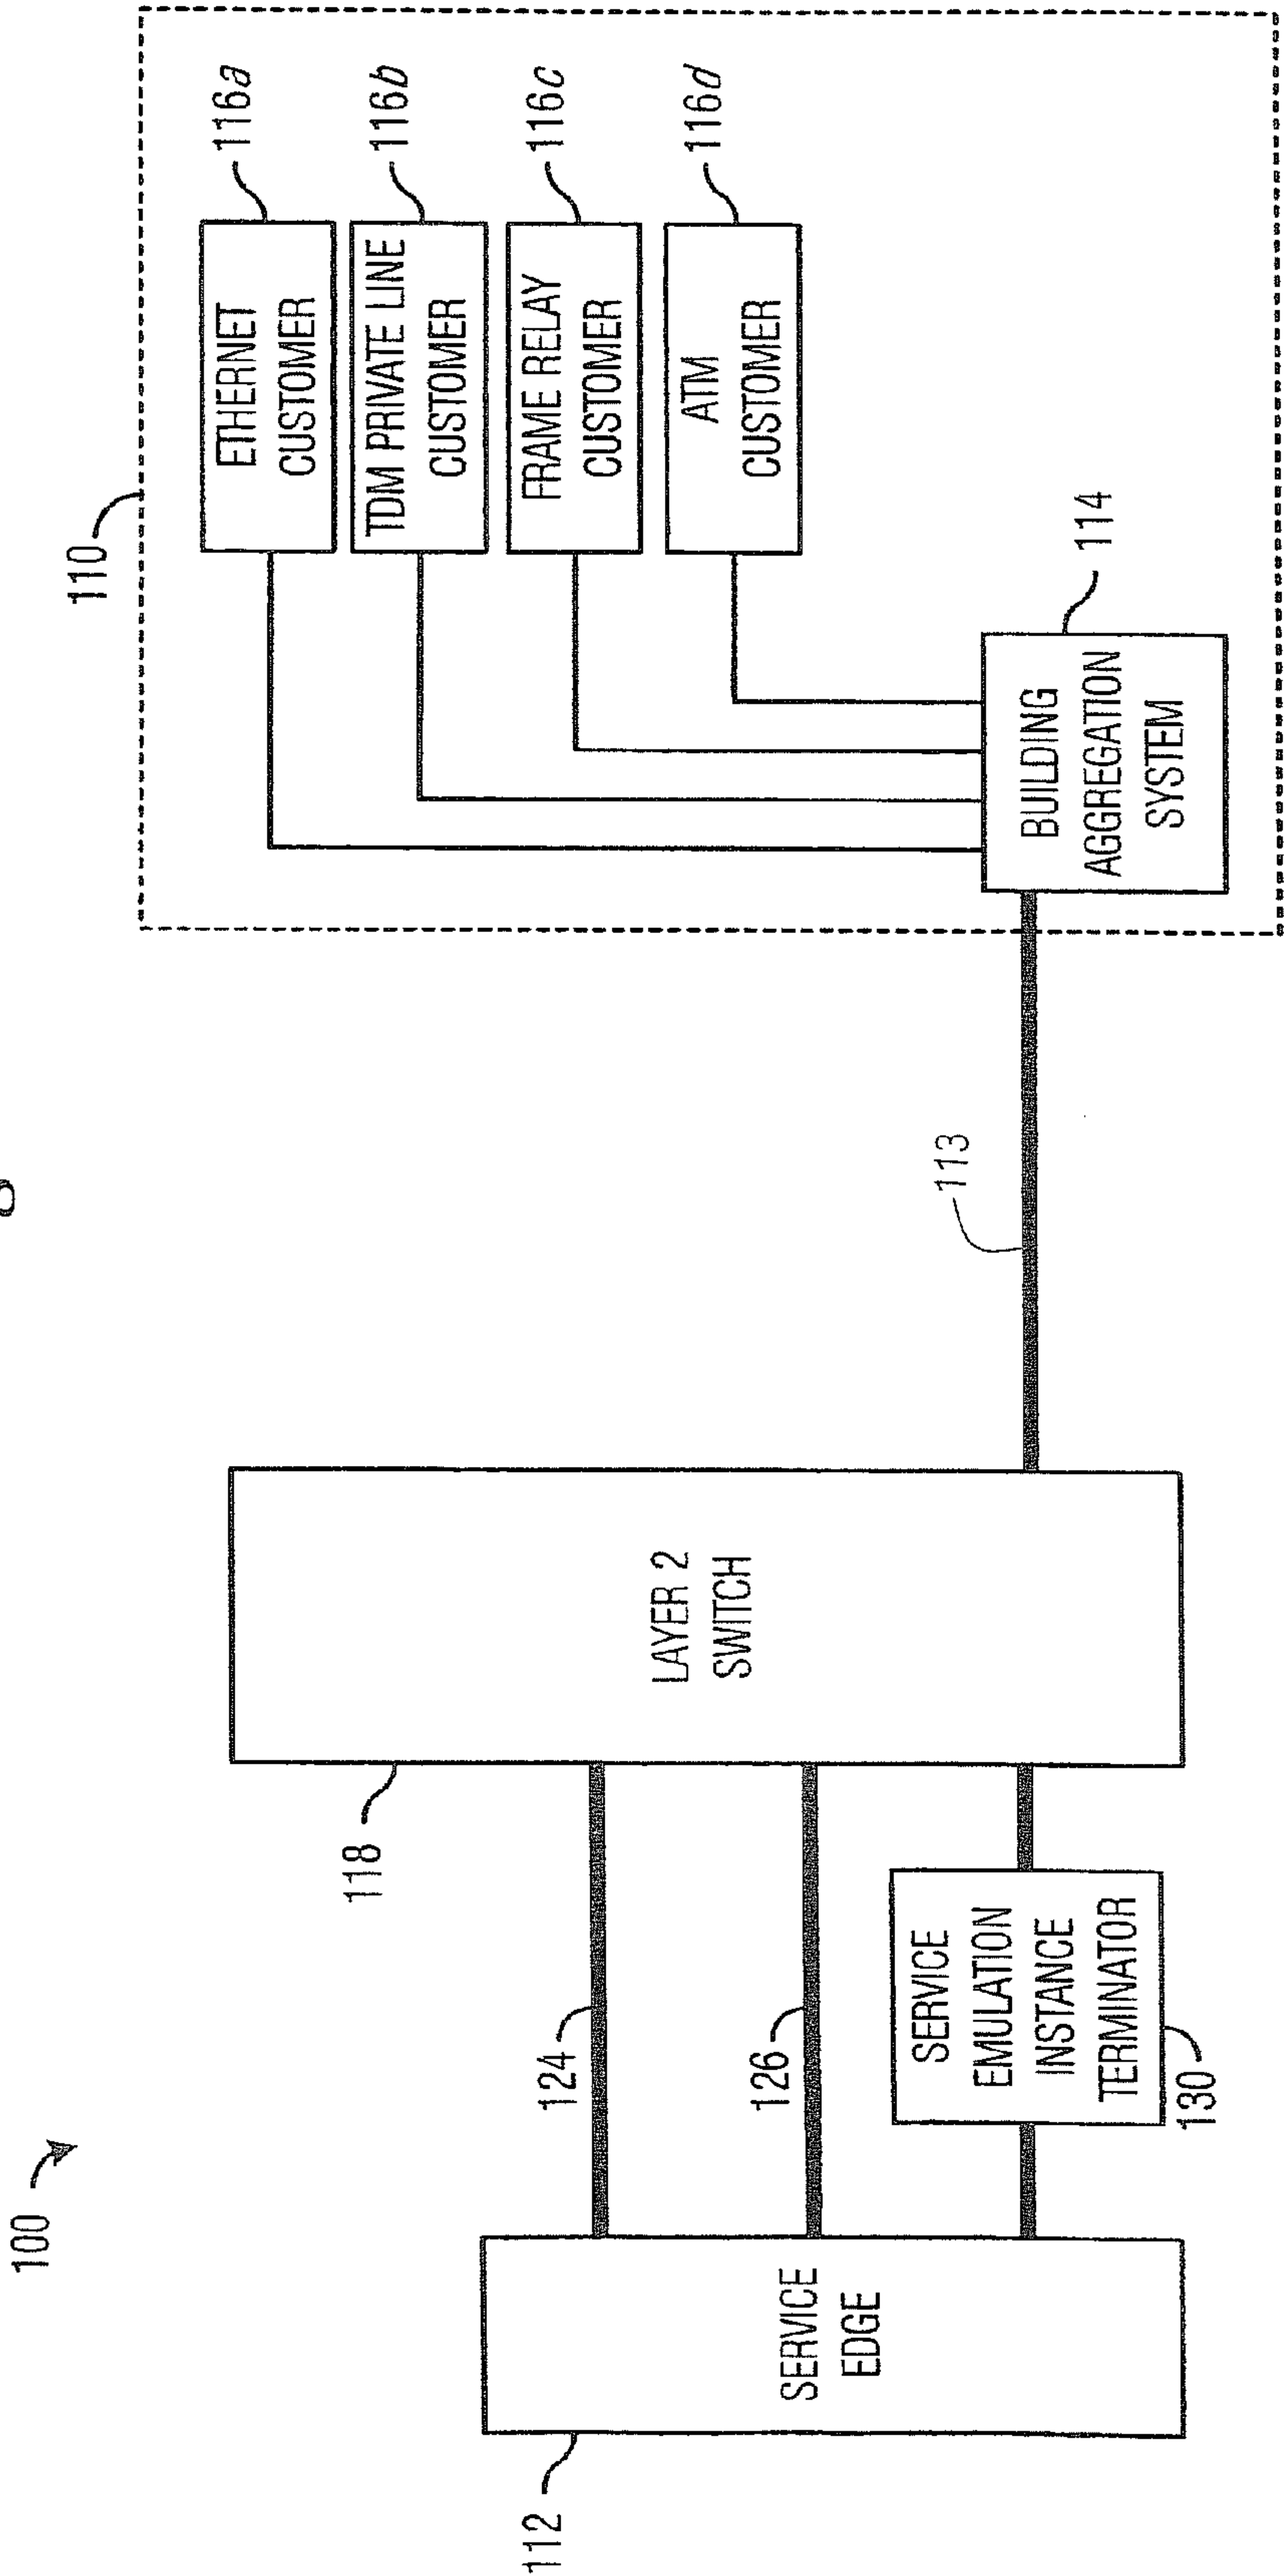 100
110
ETHERNET
CUSTOMER
116a
TDM PRIVATE LINE
CUSTOMER
116b
FRAME RELAY
CUSTOMER
116c
ATM
CUSTOMER
116d
BUILDING
AGGREGATION
SYSTEM
114
113
LAYER 2
SWITCH
118
124
126
SERVICE
EMULATION
INSTANCE
TERMINATOR
130
SERVICE
EDGE
112